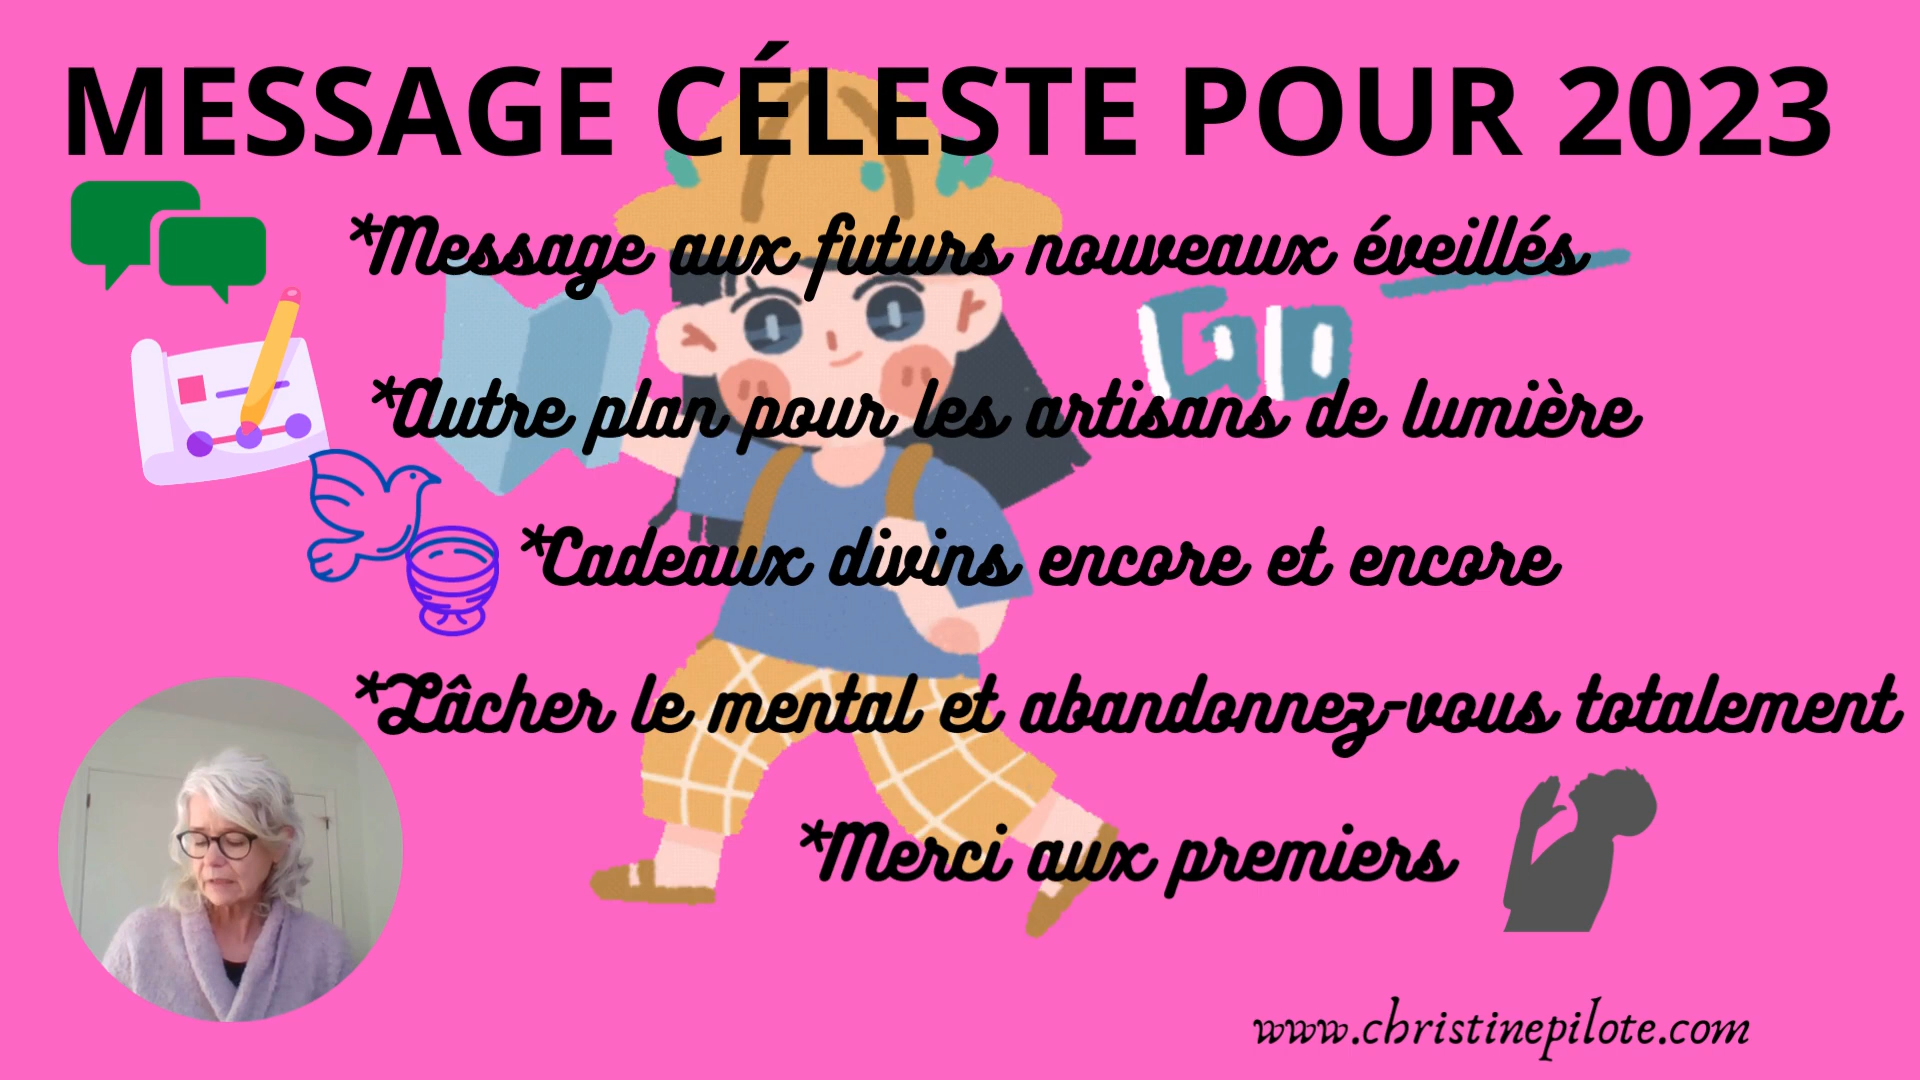 MESSAGE CÉLESTE POUR 2023
*Message aux futurs nouveaux éveillés
GO
*Autre plan pour les artisans de lumière
*Cadeaux divins encore et encore
*Lâcher le mental et abandonnez-vous totalement
*Merci aux premiers
www.christinepilote.com